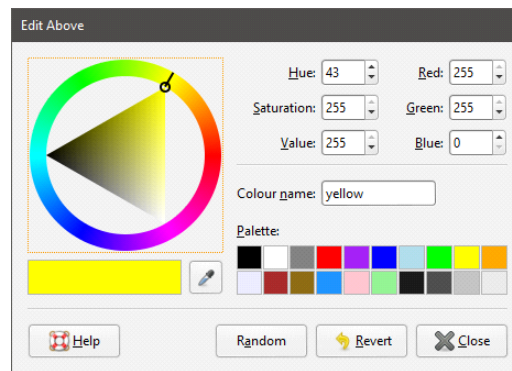 Edit Above
Hue: 43 Red: 255
Saturation: 255 Green: 255
Value: 255 Blue: 0
Colour name: yellow
Palette:
Help Random Revert Close